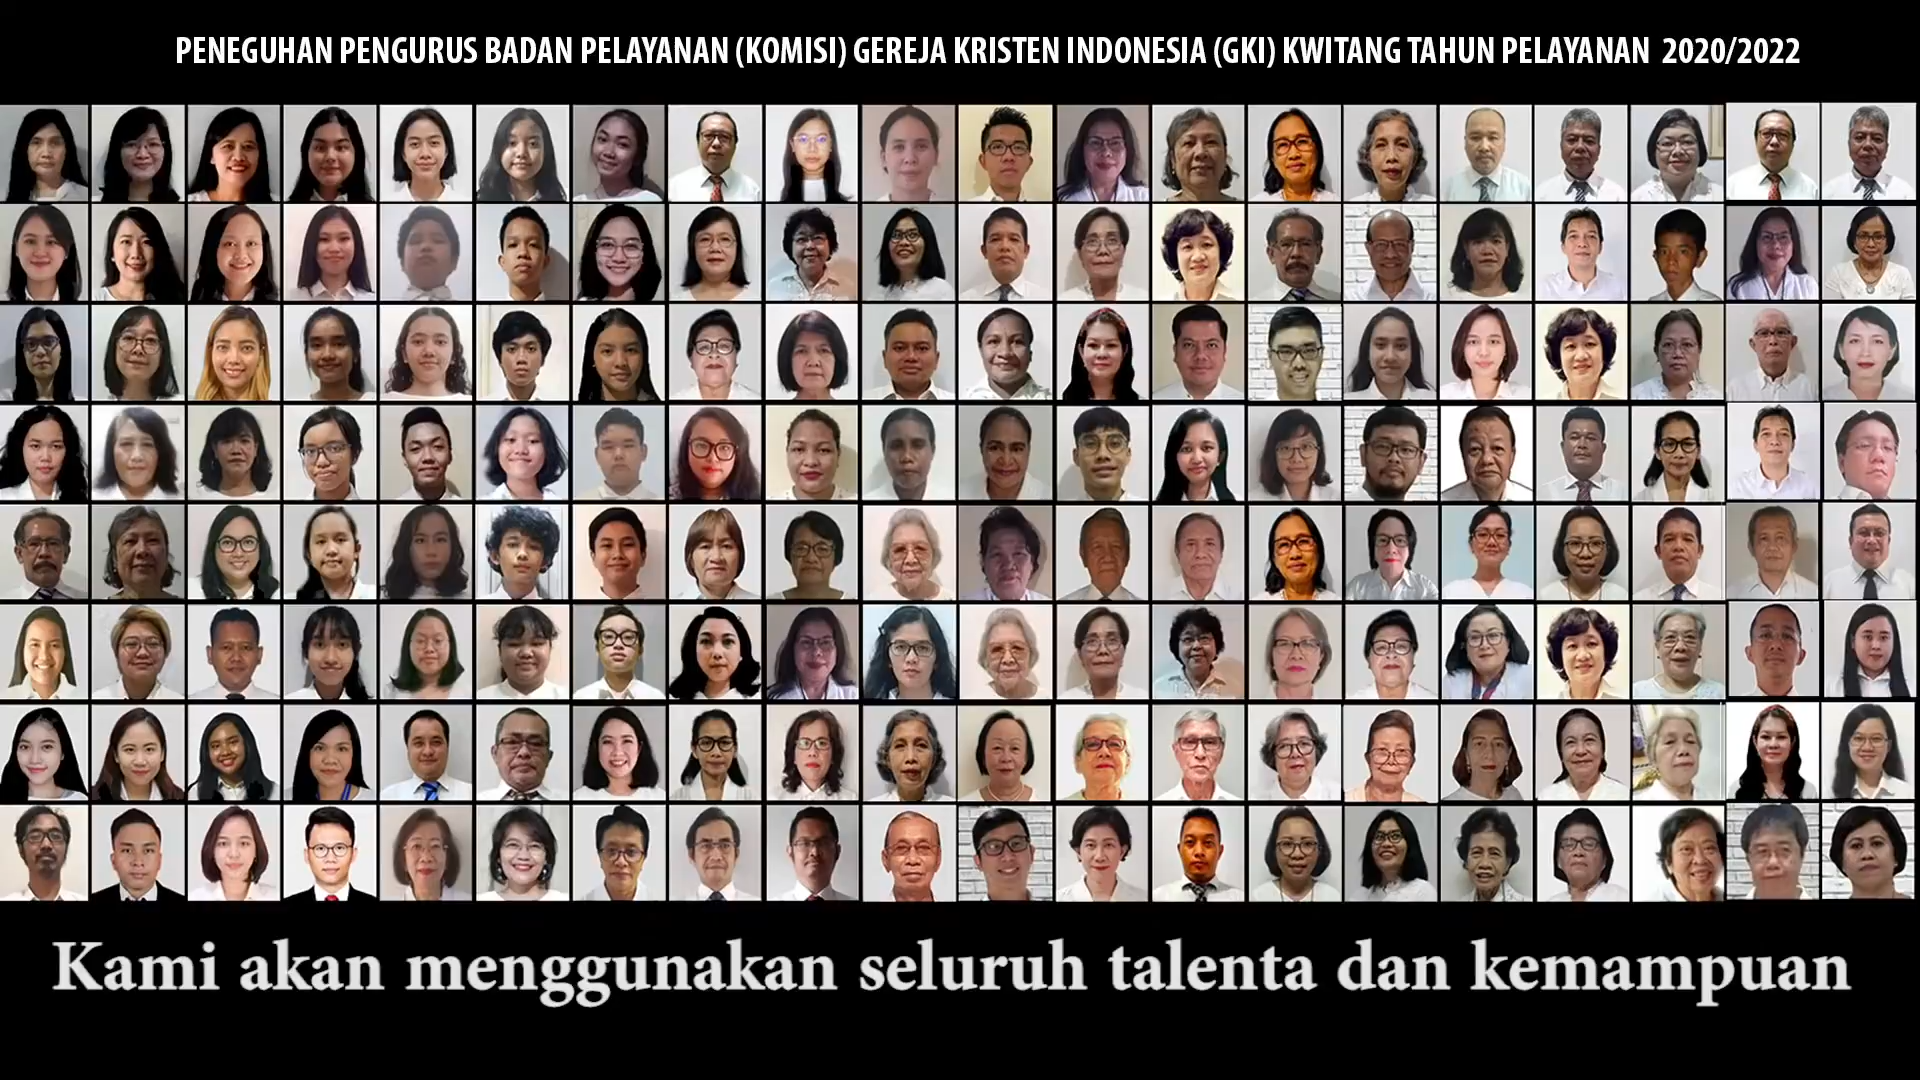 PENEGUHAN PENGURUS BADAN PELAYANAN (KOMISI) GEREJA KRISTEN INDONESIA (GKI) KWITANG TAHUN PELAYANAN 2020/2022
Kami akan menggunakan seluruh talenta dan kemampuan